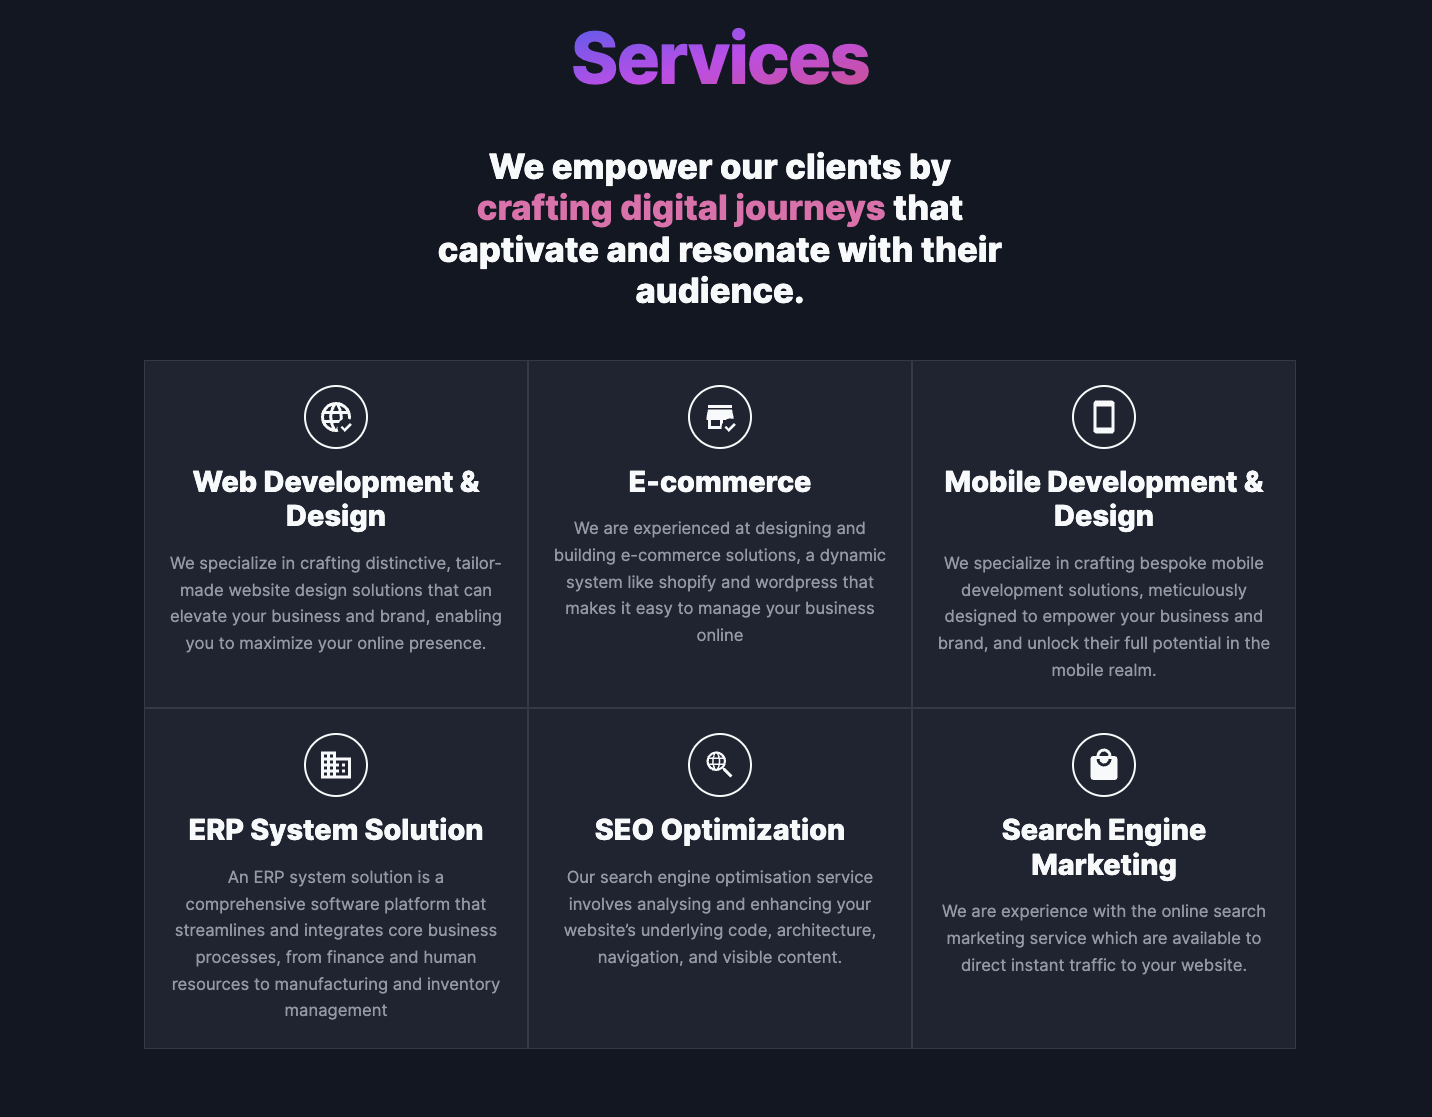 Services
We empower our clients by
crafting digital journeys that
captivate and resonate with their
audience.
Web Development &
Design
We specialize in crafting distinctive, tailor-
made website design solutions that can
elevate your business and brand, enabling
you to maximize your online presence.
E-commerce
We are experienced at designing and
building e-commerce solutions, a dynamic
system like shopify and wordpress that
makes it easy to manage your business
online
Mobile Development &
Design
We specialize in crafting bespoke mobile
development solutions, meticulously
designed to empower your business and
brand, and unlock their full potential in the
mobile realm.
ERP System Solution
An ERP system solution is a
comprehensive software platform that
streamlines and integrates core business
processes, from finance and human
resources to manufacturing and inventory
management
SEO Optimization
Our search engine optimisation service
involves analysing and enhancing your
website’s underlying code, architecture,
navigation, and visible content.
Search Engine
Marketing
We are experience with the online search
marketing service which are available to
direct instant traffic to your website.